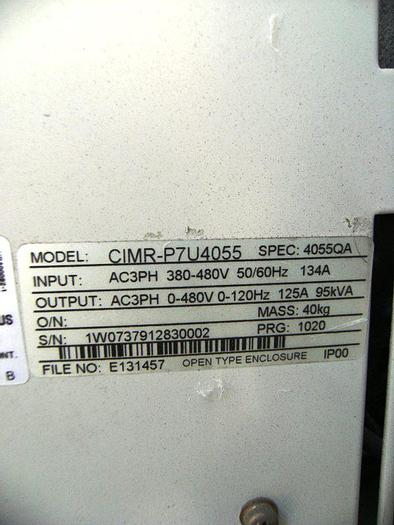 MODEL: CIMR-P7U4055 SPEC: 4055QA
INPUT: AC3PH 380-480V 50/60Hz 134A
OUTPUT: AC3PH 0-480V 0-120Hz 125A 95kVA
O/N: MASS: 40kg
S/N: 1W0737912830002 PRG: 1020
FILE NO: E131457 OPEN TYPE ENCLOSURE IP00
US
B